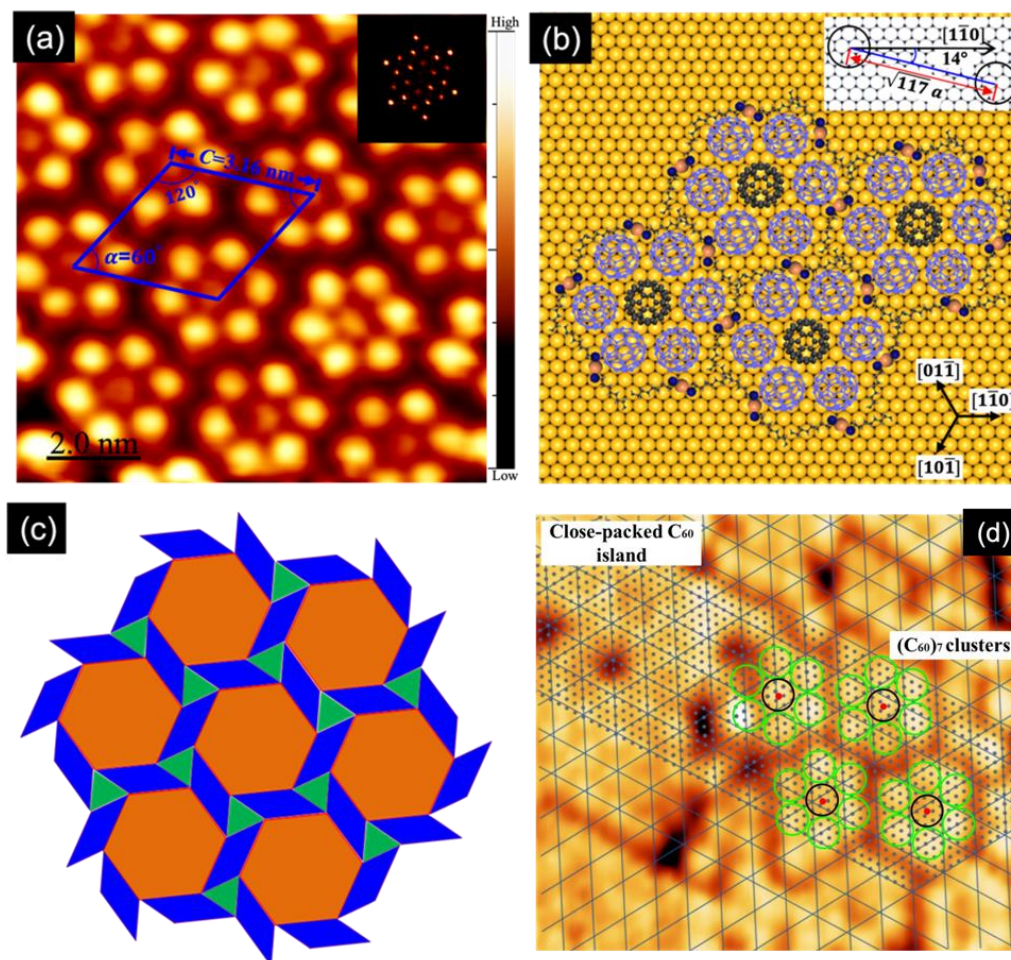 (a)
High
C=3.16 nm
120
α=60°
2.0 nm
Low
(b)
[11̅0]
14°
√117 a
[011̅]
[11̅0]
[101̅]
(c)
(d)
Close-packed C₆₀
island
(C₆₀)₇ clusters